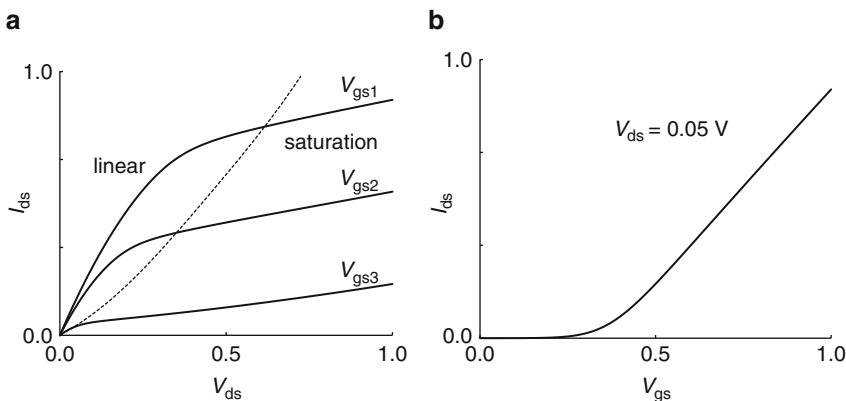 a
1.0
I_ds
0.0
0.0
0.5
1.0
V_ds
linear
saturation
V_gs1
V_gs2
V_gs3
b
1.0
I_ds
0.0
0.0
0.5
1.0
V_gs
V_ds = 0.05 V